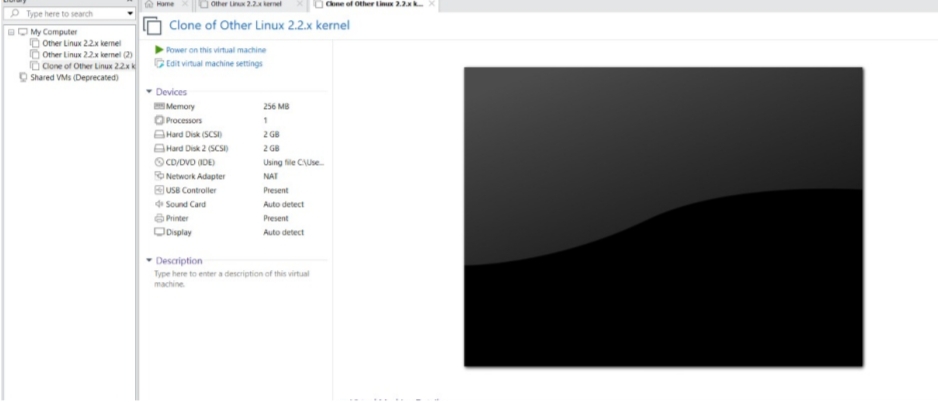 Library
Home
Other Linux 2.2.x kernel
Clone of Other Linux 2.2.x k...
Type here to search
My Computer
Other Linux 2.2.x kernel
Other Linux 2.2.x kernel (2)
Clone of Other Linux 2.2.x k
Shared VMs (Deprecated)
Clone of Other Linux 2.2.x kernel
Power on this virtual machine
Edit virtual machine settings
Devices
Memory 256 MB
Processors 1
Hard Disk (SCSI) 2 GB
Hard Disk 2 (SCSI) 2 GB
CD/DVD (IDE) Using file C:\Use...
Network Adapter NAT
USB Controller Present
Sound Card Auto detect
Printer Present
Display Auto detect
Description
Type here to enter a description of this virtual
machine.